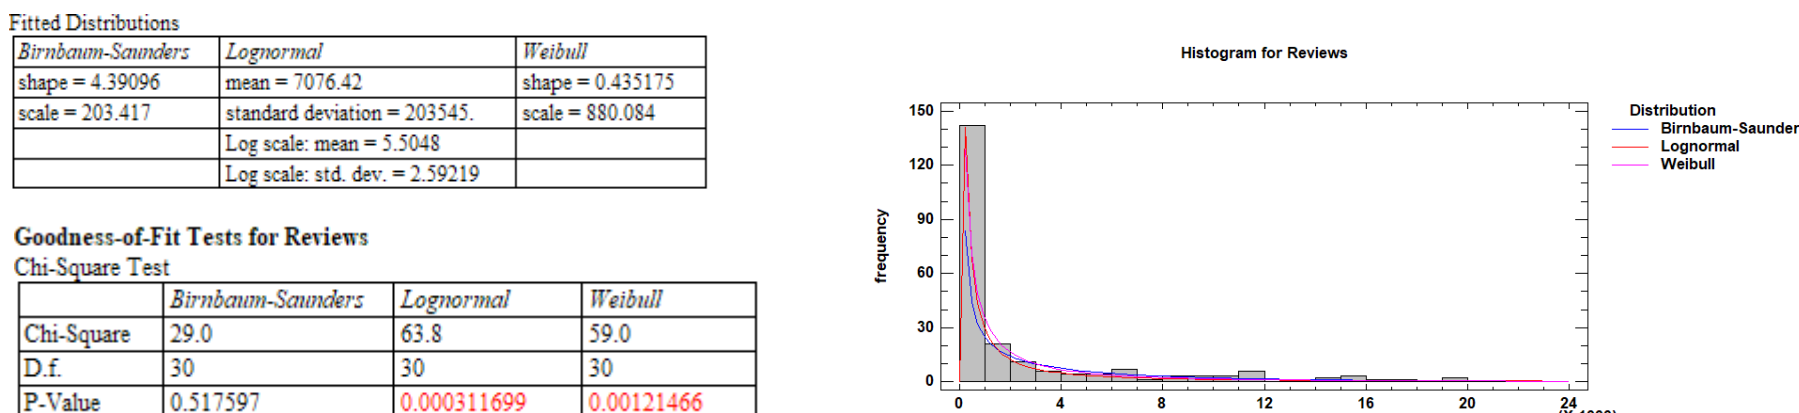 Fitted Distributions
Birnbaum-Saunders Lognormal Weibull
shape = 4.39096 mean = 7076.42 shape = 0.435175
scale = 203.417 standard deviation = 203545. scale = 880.084
Log scale: mean = 5.5048
Log scale: std. dev. = 2.59219
Goodness-of-Fit Tests for Reviews
Chi-Square Test
Birnbaum-Saunders Lognormal Weibull
Chi-Square 29.0 63.8 59.0
D.f. 30 30 30
P-Value 0.517597 0.000311699 0.00121466
Histogram for Reviews
150
120
90
60
30
0
frequency
0 4 8 12 16 20 24
Distribution
Birnbaum-Saunder
Lognormal
Weibull